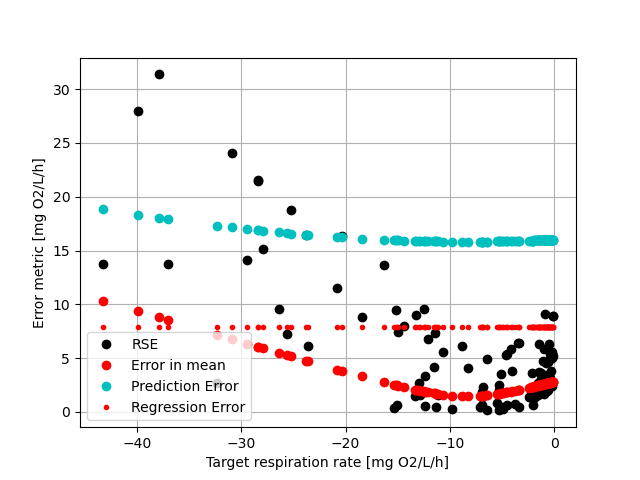 Error metric [mg O2/L/h]
30
25
20
15
10
5
0
RSE
Error in mean
Prediction Error
Regression Error
−40
−30
−20
−10
0
Target respiration rate [mg O2/L/h]